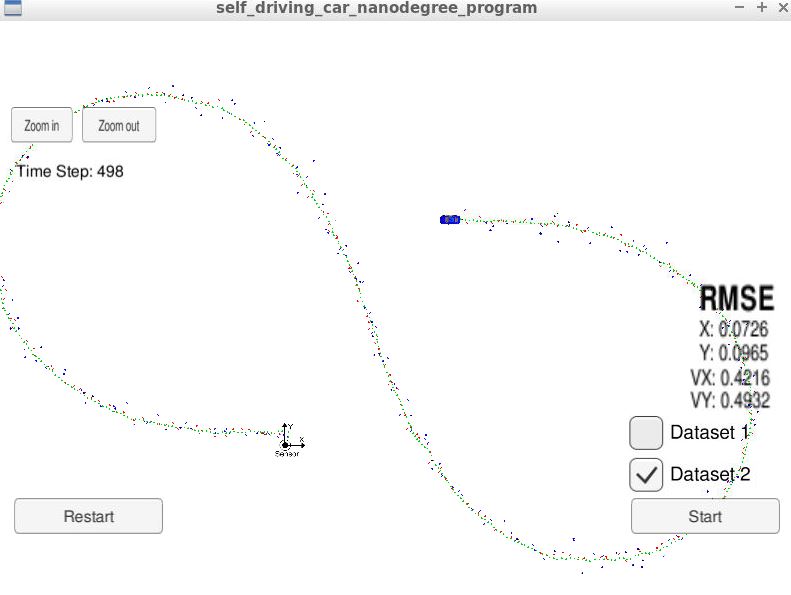 self_driving_car_nanodegree_program
Zoom in
Zoom out
Time Step: 498
RMSE
X: 0.0726
Y: 0.0965
VX: 0.4216
VY: 0.4932
Y
X
Sensor
Dataset 1
Dataset 2
Restart
Start